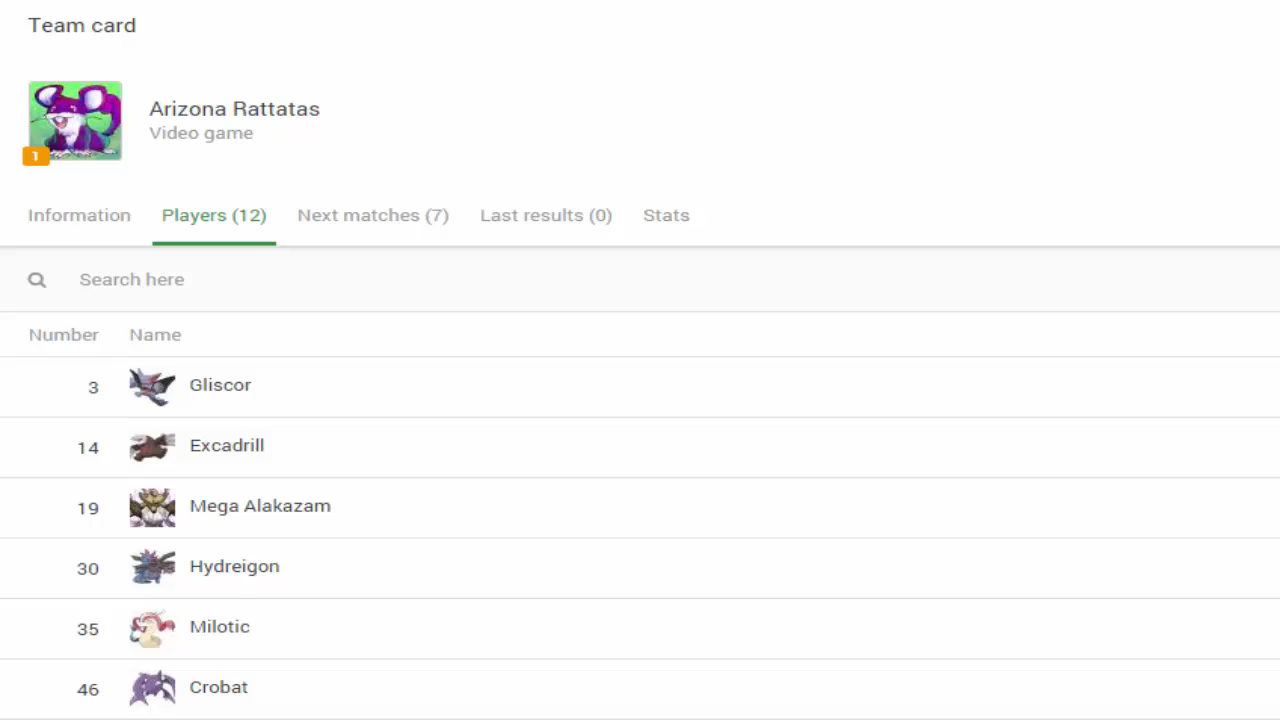 Team card
Arizona Rattatas
Video game
1
Information Players (12) Next matches (7) Last results (0) Stats
Search here
Number Name
3 Gliscor
14 Excadrill
19 Mega Alakazam
30 Hydreigon
35 Milotic
46 Crobat